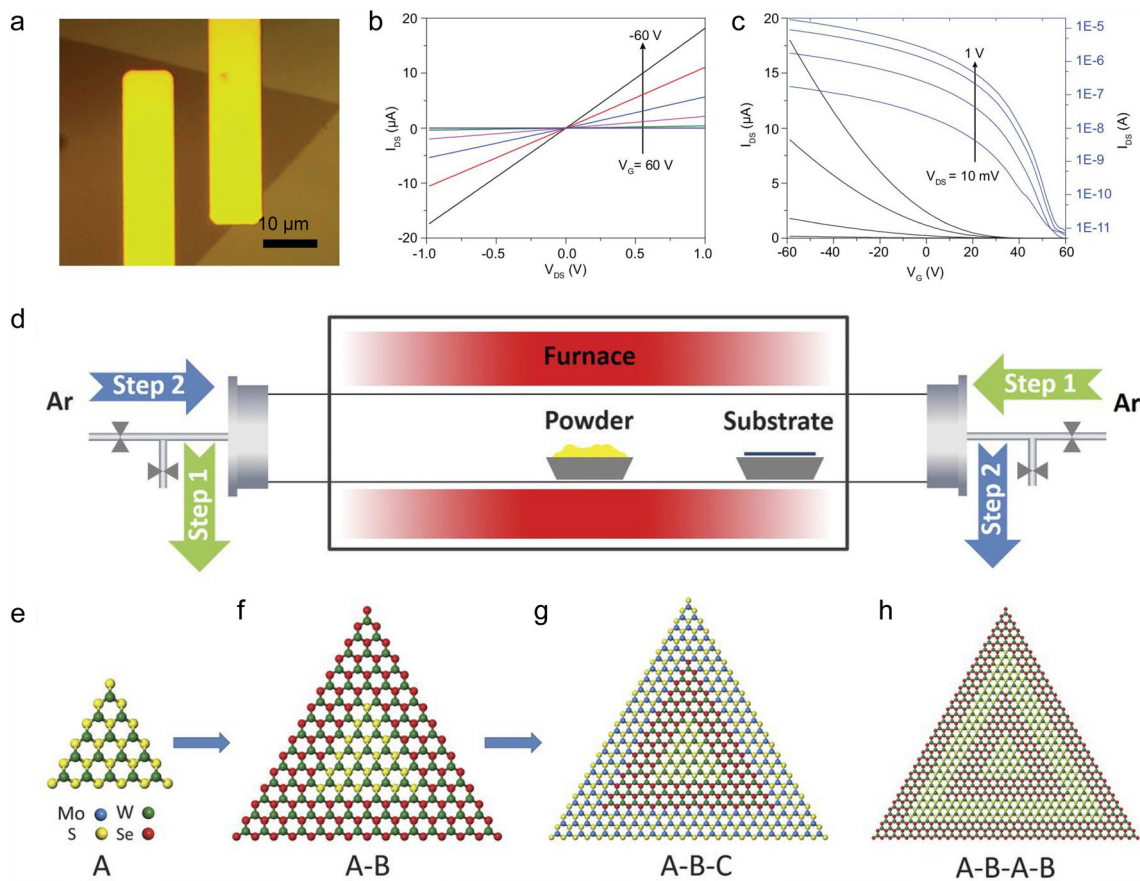 a
10 µm
b
20
10
0
-10
-20
I_DS (µA)
-60 V
V_G= 60 V
-1.0 -0.5 0.0 0.5 1.0
V_DS (V)
c
20
15
10
5
0
I_DS (µA)
1 V
V_DS = 10 mV
1E-5
1E-6
1E-7
1E-8
1E-9
1E-10
1E-11
I_DS (A)
-60 -40 -20 0 20 40 60
V_G (V)
d
Furnace
Step 2
Step 1
Ar
Ar
Powder
Substrate
Step 1
Step 2
e
f
g
h
Mo W
S Se
A
A-B
A-B-C
A-B-A-B